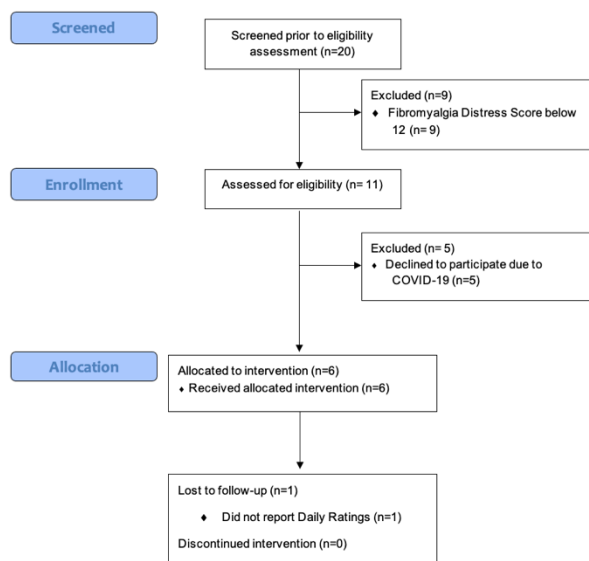 Screened
Screened prior to eligibility
assessment (n=20)
Excluded (n=9)
♦ Fibromyalgia Distress Score below
12 (n= 9)
Enrollment
Assessed for eligibility (n= 11)
Excluded (n= 5)
♦ Declined to participate due to
COVID-19 (n=5)
Allocation
Allocated to intervention (n=6)
♦ Received allocated intervention (n=6)
Lost to follow-up (n=1)
♦ Did not report Daily Ratings (n=1)
Discontinued intervention (n=0)